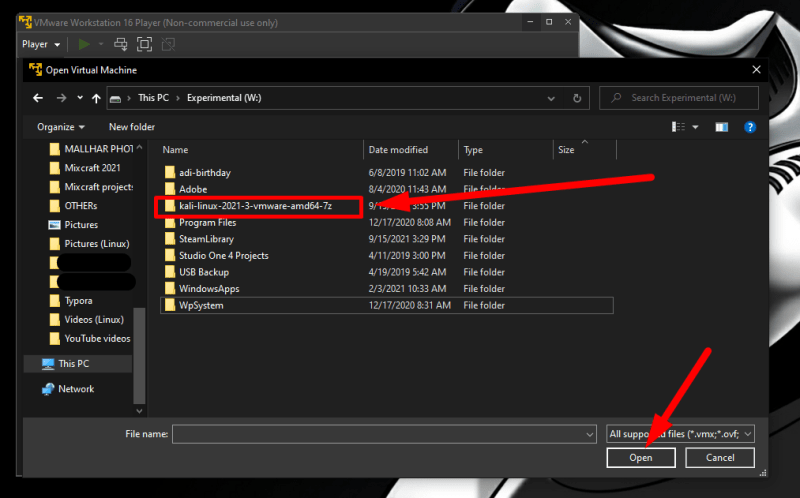 VMware Workstation 16 Player (Non-commercial use only)
Player
Open Virtual Machine
This PC > Experimental (W:)
Search Experimental (W:)
Organize
New folder
Name Date modified Type Size
MALLHAR PHOT
Mixcraft 2021
Mixcraft projects
OTHERs
Pictures
Pictures (Linux)
Typora
Videos (Linux)
YouTube videos
This PC
Network
adi-birthday 6/8/2019 11:02 AM File folder
Adobe 8/4/2020 11:43 AM File folder
kali-linux-2021-3-vmware-amd64-7z 3:55 PM File folder
Program Files 12/17/2020 8:08 AM File folder
SteamLibrary 9/15/2021 3:29 PM File folder
Studio One 4 Projects 4/11/2019 3:00 PM File folder
USB Backup 4/19/2019 5:42 AM File folder
WindowsApps 2/3/2021 10:33 AM File folder
WpSystem 12/17/2020 8:31 AM File folder
File name:
All supported files (*.vmx;*.ovf;
Open
Cancel